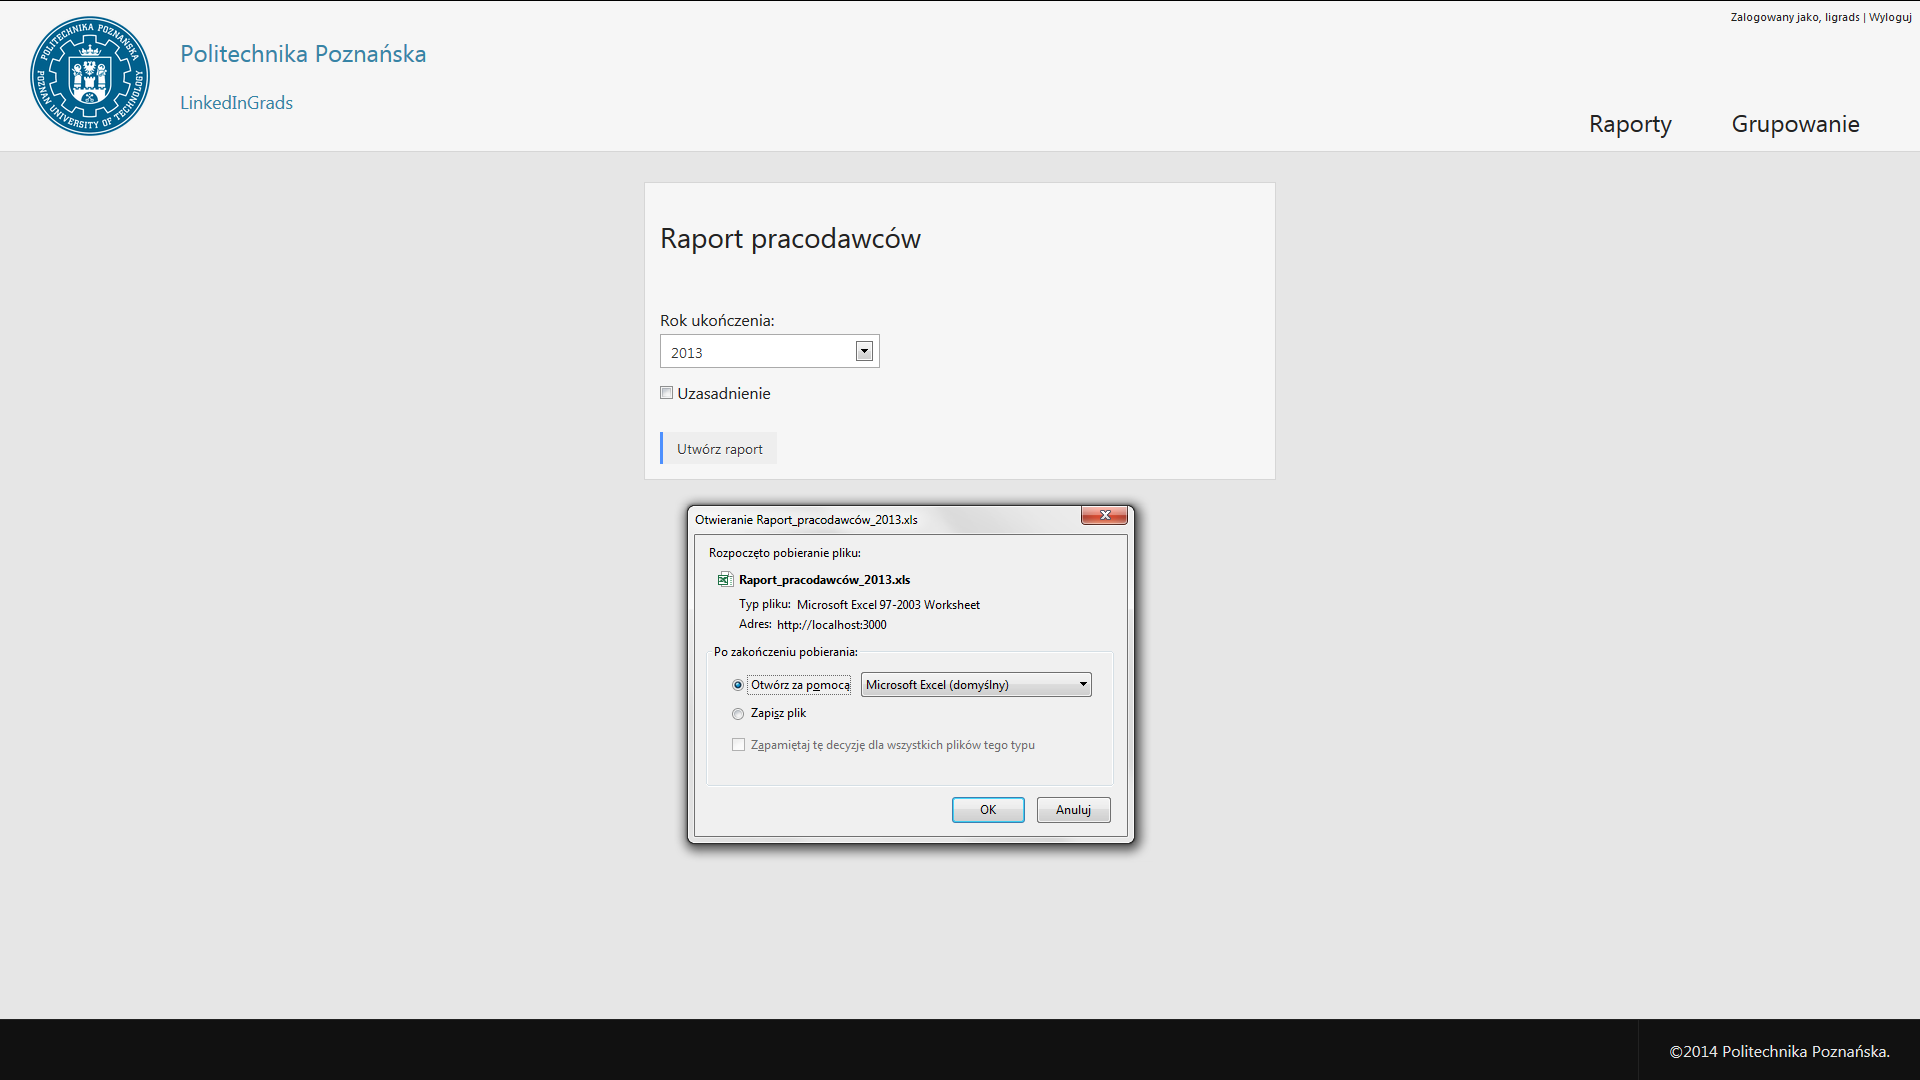 Zalogowany jako, ligrads | Wyloguj
POLITECHNIKA POZNAŃSKA
POZNAN UNIVERSITY OF TECHNOLOGY
Politechnika Poznańska
LinkedInGrads
Raporty Grupowanie
Raport pracodawców
Rok ukończenia:
2013
Uzasadnienie
Utwórz raport
Otwieranie Raport_pracodawców_2013.xls
Rozpoczęto pobieranie pliku:
Raport_pracodawców_2013.xls
Typ pliku: Microsoft Excel 97-2003 Worksheet
Adres: http://localhost:3000
Po zakończeniu pobierania:
Otwórz za pomocą Microsoft Excel (domyślny)
Zapisz plik
Zapamiętaj tę decyzję dla wszystkich plików tego typu
OK Anuluj
©2014 Politechnika Poznańska.